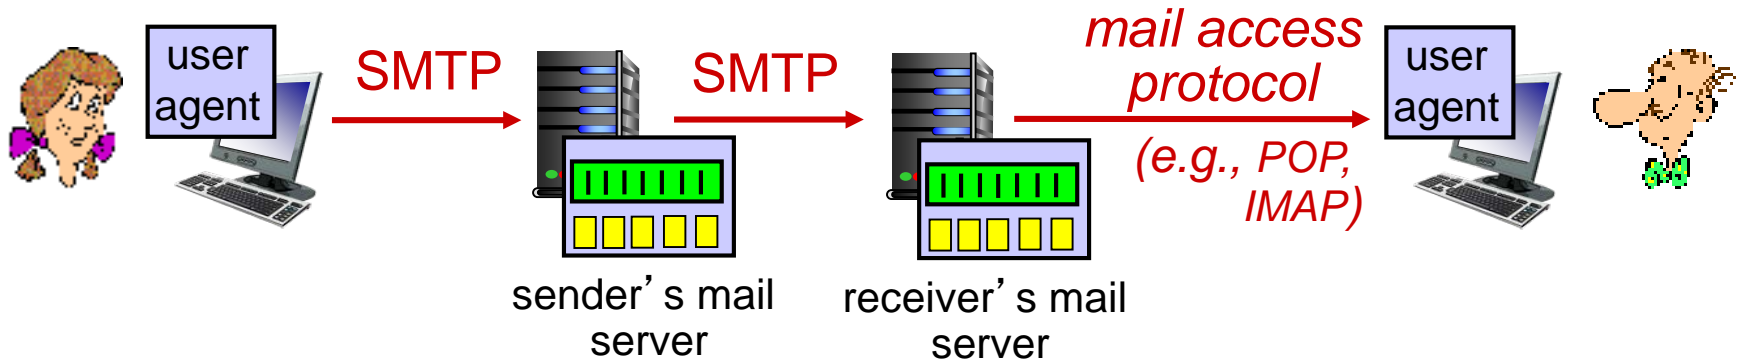 user
agent
SMTP
SMTP
mail access
protocol
(e.g., POP,
IMAP)
user
agent
sender’s mail
server
receiver’s mail
server